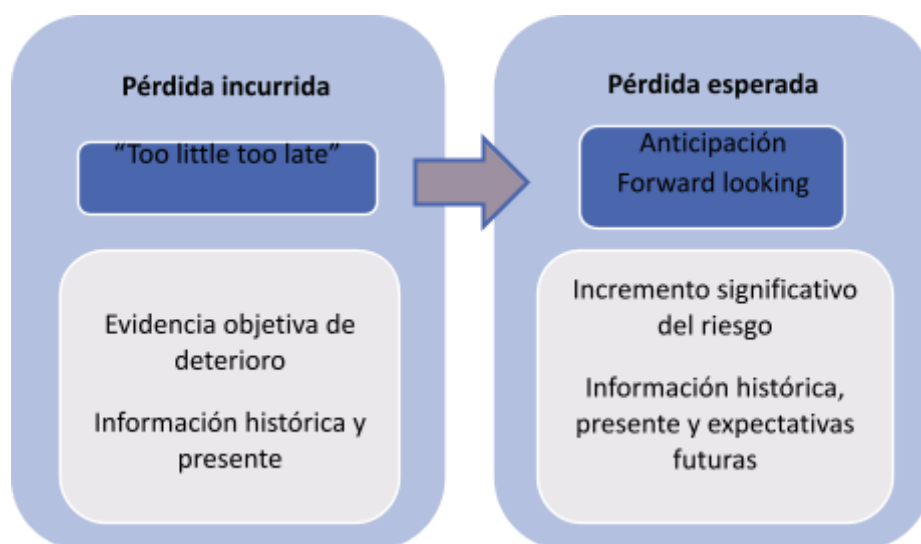 Pérdida incurrida
“Too little too late”
Evidencia objetiva de
deterioro
Información histórica y
presente
Pérdida esperada
Anticipación
Forward looking
Incremento significativo
del riesgo
Información histórica,
presente y expectativas
futuras